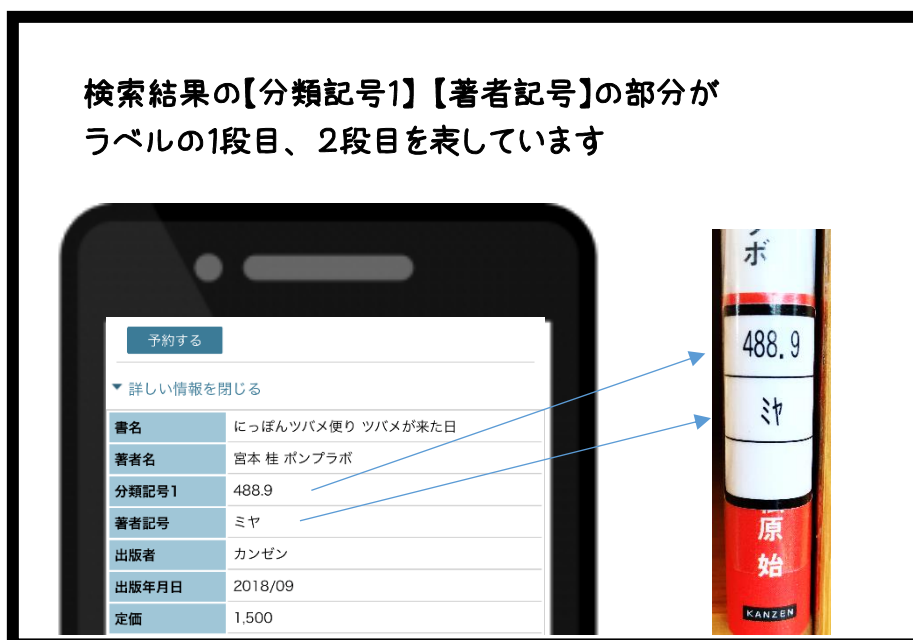 検索結果の【分類記号1】【著者記号】の部分が
ラベルの1段目、2段目を表しています
予約する
▼ 詳しい情報を閉じる
書名 にっぽんツバメ便り ツバメが来た日
著者名 宮本 桂 ポンプラボ
分類記号1 488.9
著者記号 ミヤ
出版者 カンゼン
出版年月日 2018/09
定価 1,500
ボ
488.9
ミヤ
原 始
KANZEN